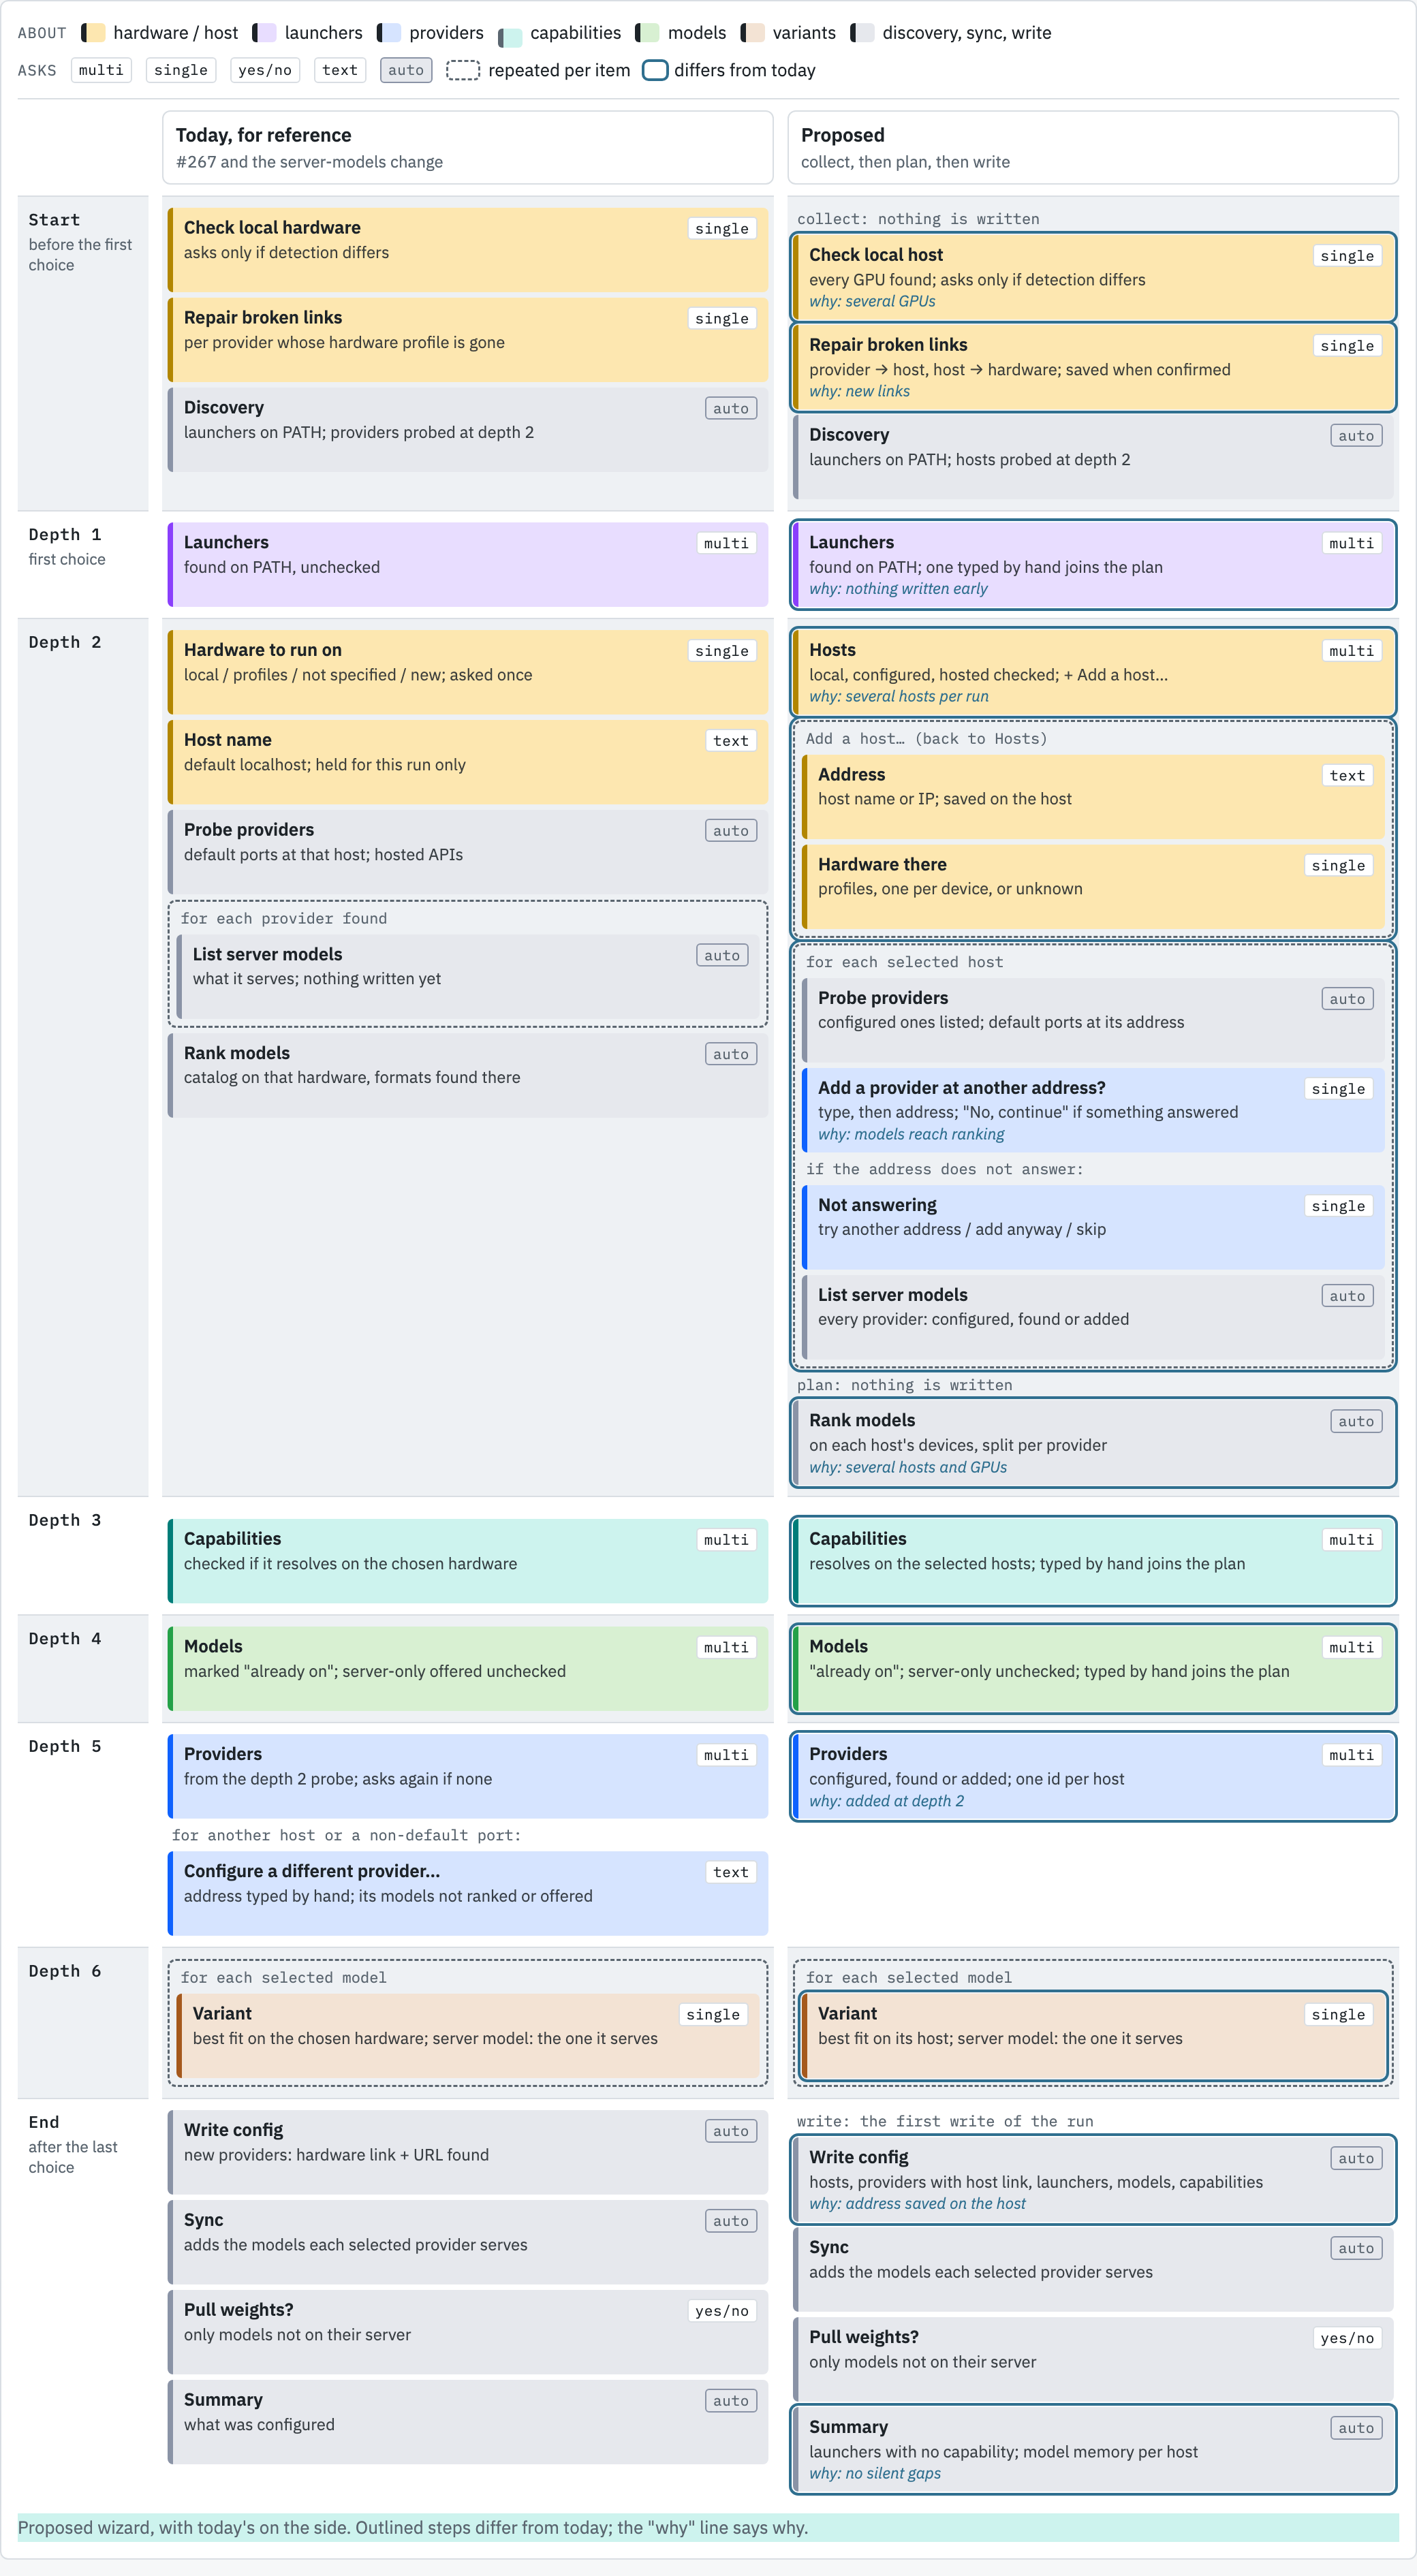 ABOUT hardware / host launchers providers capabilities models variants discovery, sync, write
ASKS multi single yes/no text auto repeated per item differs from today
Today, for reference
#267 and the server-models change
Proposed
collect, then plan, then write
Start
before the first
choice
Check local hardware single
asks only if detection differs
Repair broken links single
per provider whose hardware profile is gone
Discovery auto
launchers on PATH; providers probed at depth 2
collect: nothing is written
Check local host single
every GPU found; asks only if detection differs
why: several GPUs
Repair broken links single
provider → host, host → hardware; saved when confirmed
why: new links
Discovery auto
launchers on PATH; hosts probed at depth 2
Depth 1
first choice
Launchers multi
found on PATH, unchecked
Launchers multi
found on PATH; one typed by hand joins the plan
why: nothing written early
Depth 2
Hardware to run on single
local / profiles / not specified / new; asked once
Host name text
default localhost; held for this run only
Probe providers auto
default ports at that host; hosted APIs
for each provider found
List server models auto
what it serves; nothing written yet
Rank models auto
catalog on that hardware, formats found there
Hosts multi
local, configured, hosted checked; + Add a host…
why: several hosts per run
Add a host… (back to Hosts)
Address text
host name or IP; saved on the host
Hardware there single
profiles, one per device, or unknown
for each selected host
Probe providers auto
configured ones listed; default ports at its address
Add a provider at another address? single
type, then address; "No, continue" if something answered
why: models reach ranking
if the address does not answer:
Not answering single
try another address / add anyway / skip
List server models auto
every provider: configured, found or added
plan: nothing is written
Rank models auto
on each host's devices, split per provider
why: several hosts and GPUs
Depth 3
Capabilities multi
checked if it resolves on the chosen hardware
Capabilities multi
resolves on the selected hosts; typed by hand joins the plan
Depth 4
Models multi
marked "already on"; server-only offered unchecked
Models multi
"already on"; server-only unchecked; typed by hand joins the plan
Depth 5
Providers multi
from the depth 2 probe; asks again if none
for another host or a non-default port:
Configure a different provider… text
address typed by hand; its models not ranked or offered
Providers multi
configured, found or added; one id per host
why: added at depth 2
Depth 6
for each selected model
Variant single
best fit on the chosen hardware; server model: the one it serves
for each selected model
Variant single
best fit on its host; server model: the one it serves
End
after the last
choice
Write config auto
new providers: hardware link + URL found
Sync auto
adds the models each selected provider serves
Pull weights? yes/no
only models not on their server
Summary auto
what was configured
write: the first write of the run
Write config auto
hosts, providers with host link, launchers, models, capabilities
why: address saved on the host
Sync auto
adds the models each selected provider serves
Pull weights? yes/no
only models not on their server
Summary auto
launchers with no capability; model memory per host
why: no silent gaps
Proposed wizard, with today's on the side. Outlined steps differ from today; the "why" line says why.